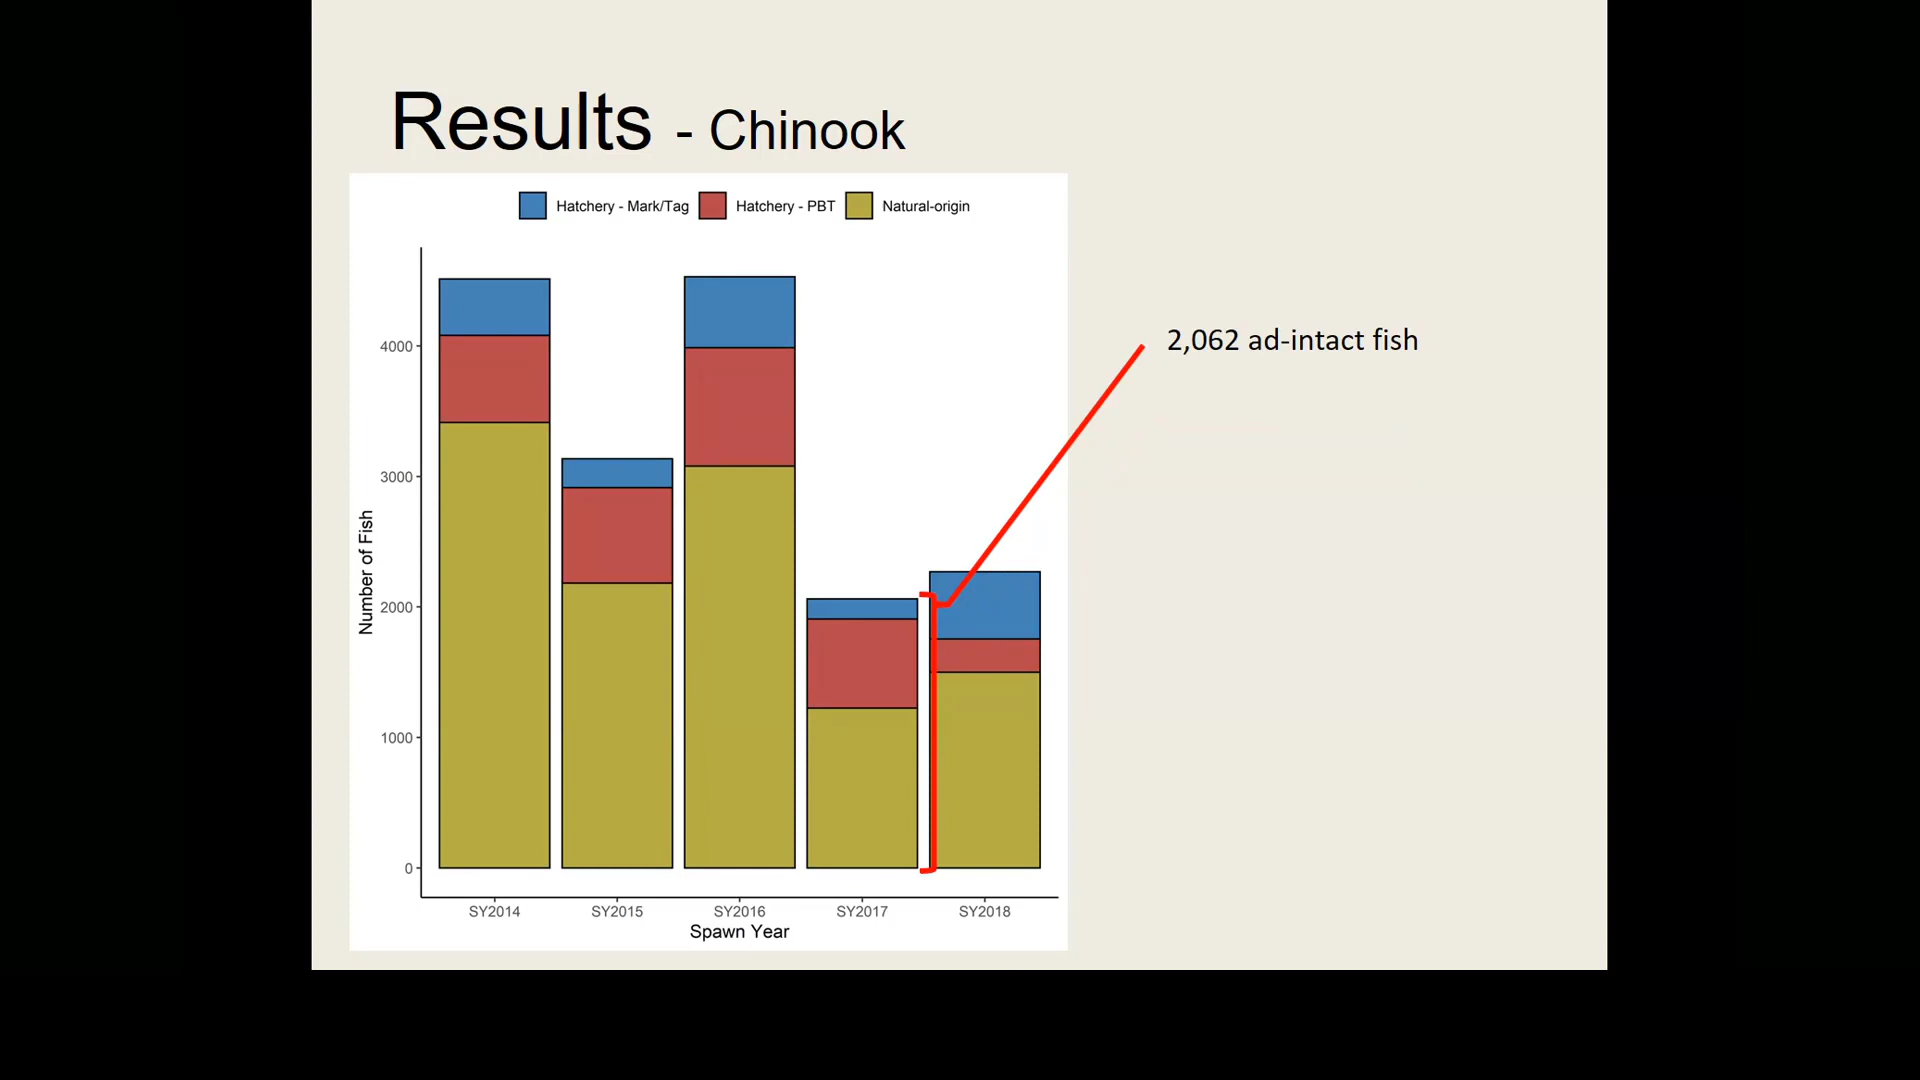 Results - Chinook
Hatchery - Mark/Tag Hatchery - PBT Natural-origin
2,062 ad-intact fish
Number of Fish
4000
3000
2000
1000
0
SY2014 SY2015 SY2016 SY2017 SY2018
Spawn Year